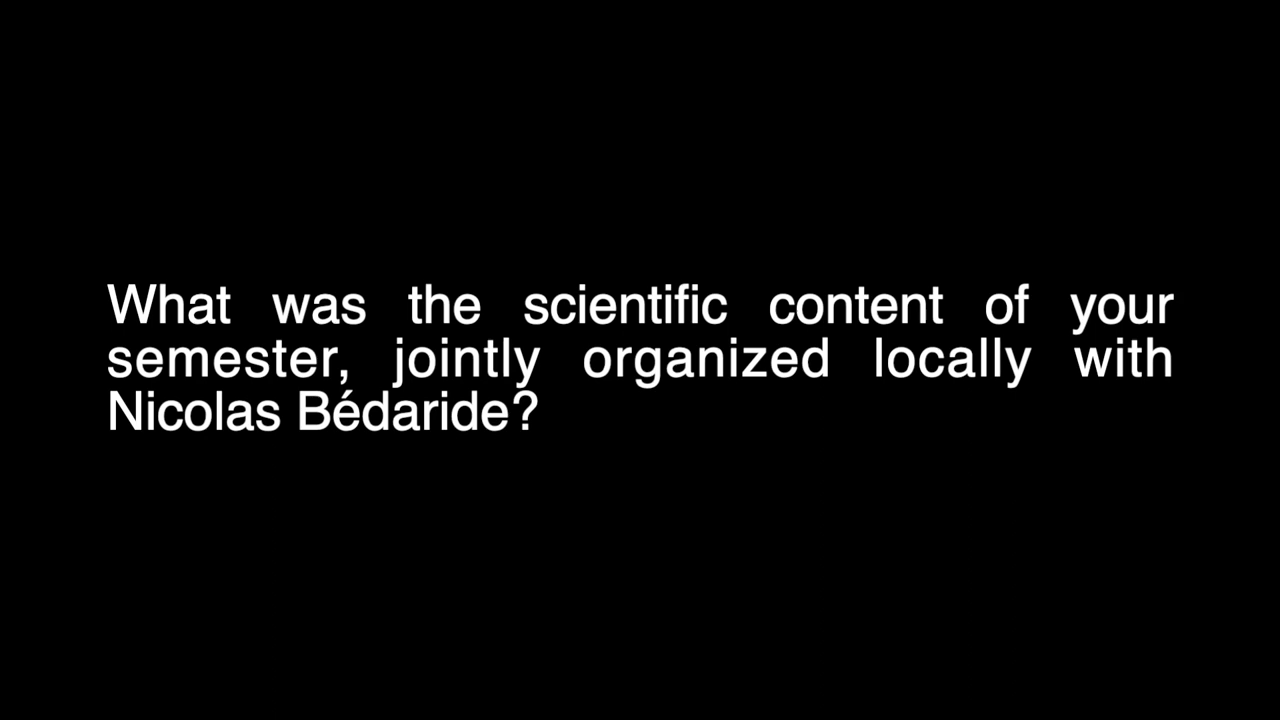 What was the scientific content of your
semester, jointly organized locally with
Nicolas Bédaride?